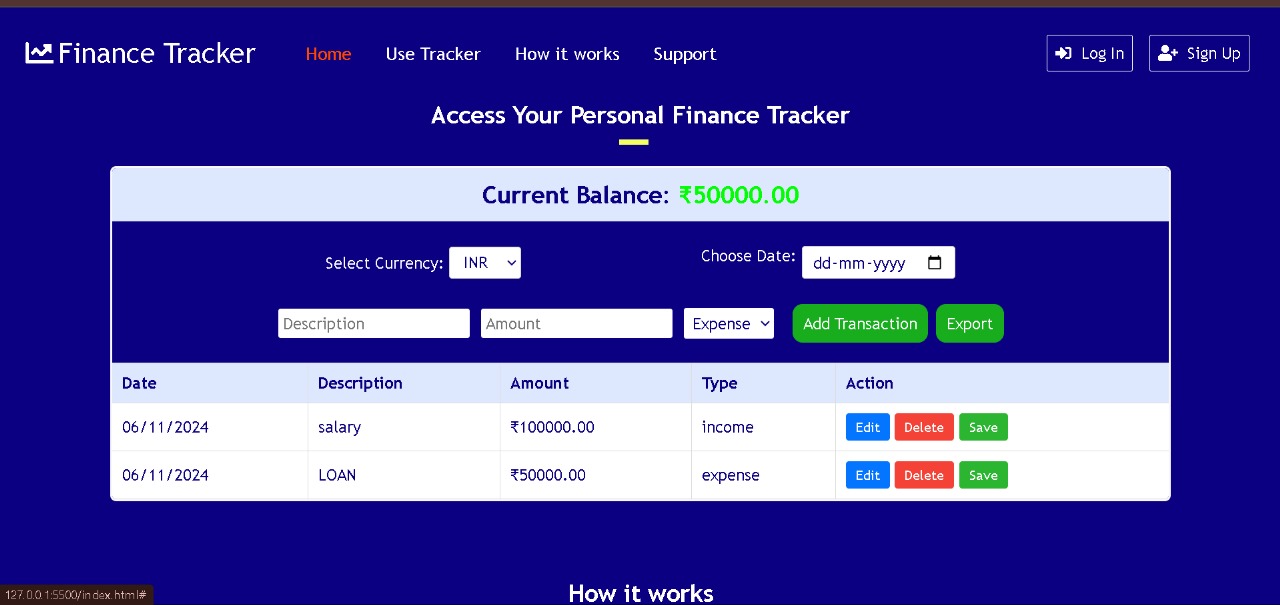 Finance Tracker Home Use Tracker How it works Support Log In Sign Up
Access Your Personal Finance Tracker
Current Balance: ₹50000.00
Select Currency: INR Choose Date: dd-mm-yyyy
Description Amount Expense Add Transaction Export
Date Description Amount Type Action
06/11/2024 salary ₹100000.00 income Edit Delete Save
06/11/2024 LOAN ₹50000.00 expense Edit Delete Save
How it works
127.0.0.1:5500/index.html#